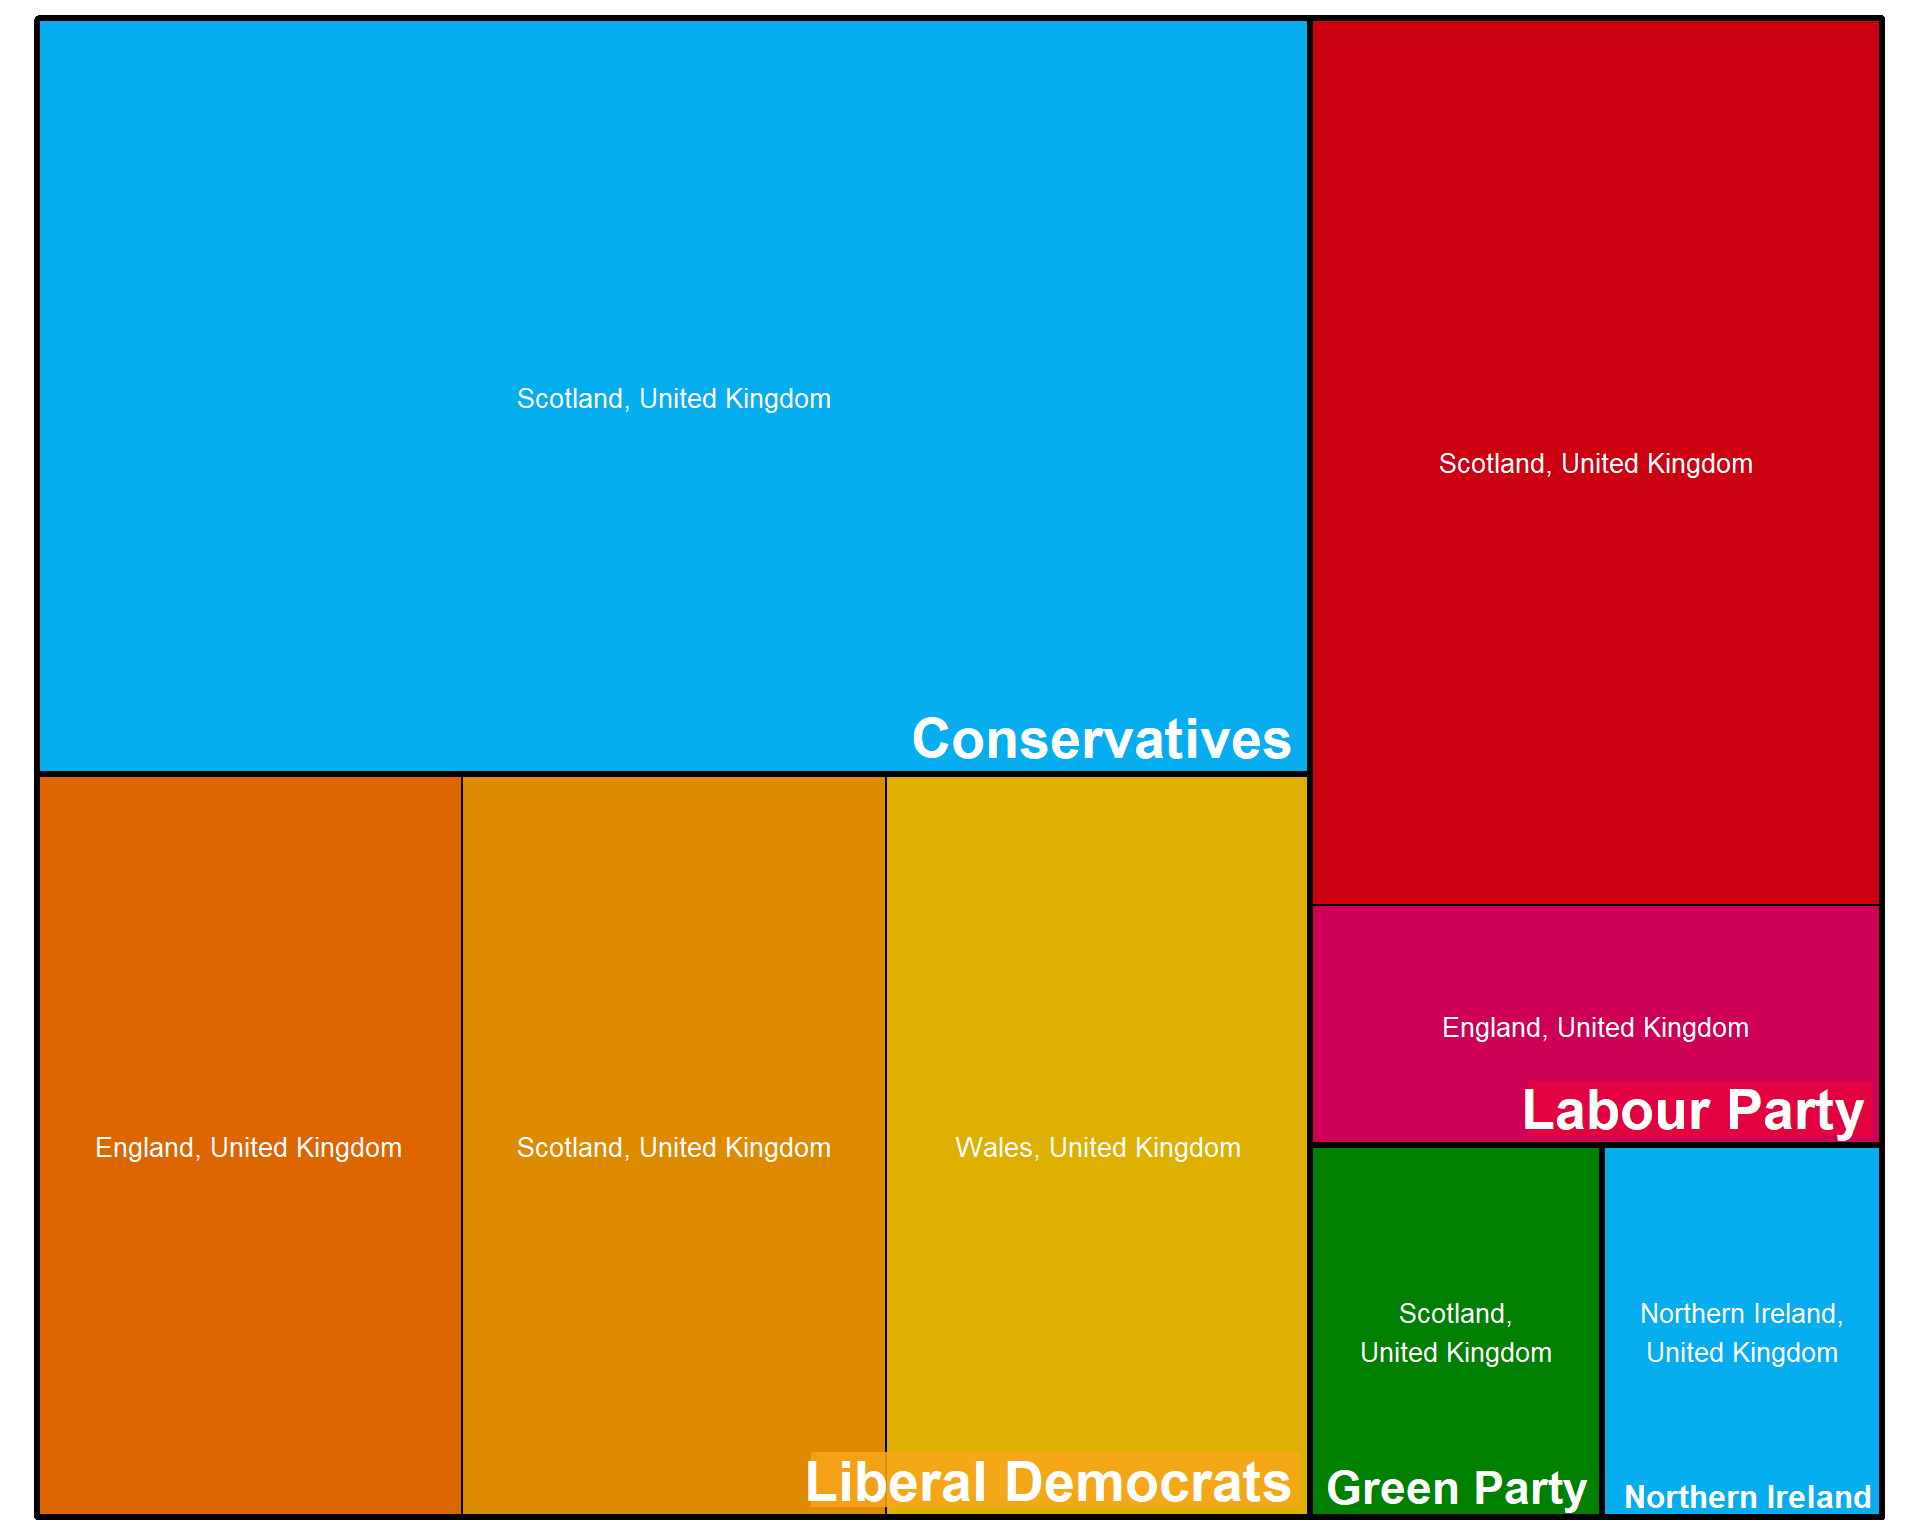 Scotland, United Kingdom
Conservatives
England, United Kingdom
Scotland, United Kingdom
Wales, United Kingdom
Liberal Democrats
Scotland, United Kingdom
England, United Kingdom
Labour Party
Scotland,
United Kingdom
Green Party
Northern Ireland,
United Kingdom
Northern Ireland